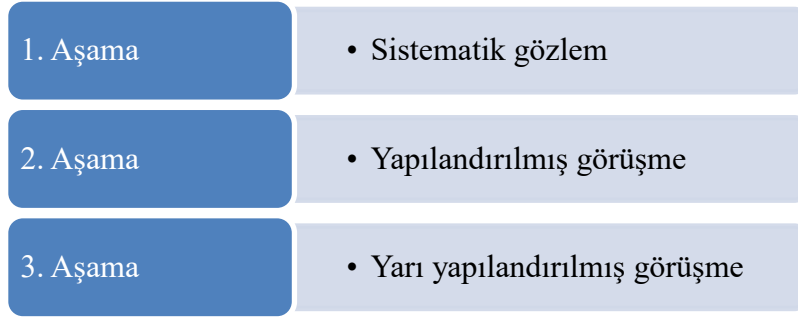 1. Aşama
• Sistematik gözlem
2. Aşama
• Yapılandırılmış görüşme
3. Aşama
• Yarı yapılandırılmış görüşme